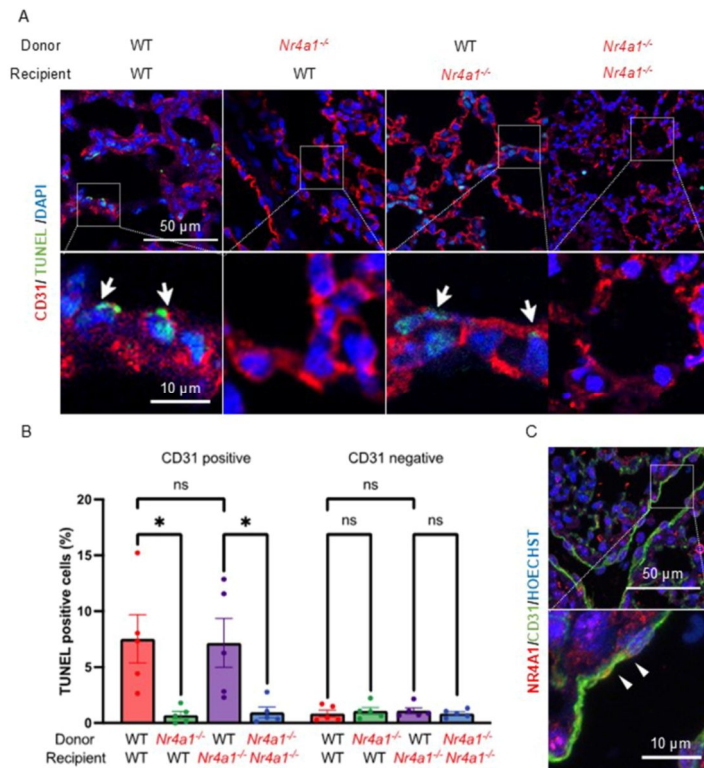 A
Donor WT Nr4a1-/- WT Nr4a1-/-
Recipient WT WT Nr4a1-/- Nr4a1-/-
CD31/ TUNEL /DAPI
50 µm
10 µm
B
CD31 positive CD31 negative
ns ns
* * ns ns
TUNEL positive cells (%)
20
15
10
5
0
Donor WT Nr4a1-/- WT Nr4a1-/- WT Nr4a1-/- WT Nr4a1-/-
Recipient WT WT Nr4a1-/- Nr4a1-/- WT WT Nr4a1-/- Nr4a1-/-
C
NR4A1/CD31/HOECHST
50 µm
10 µm